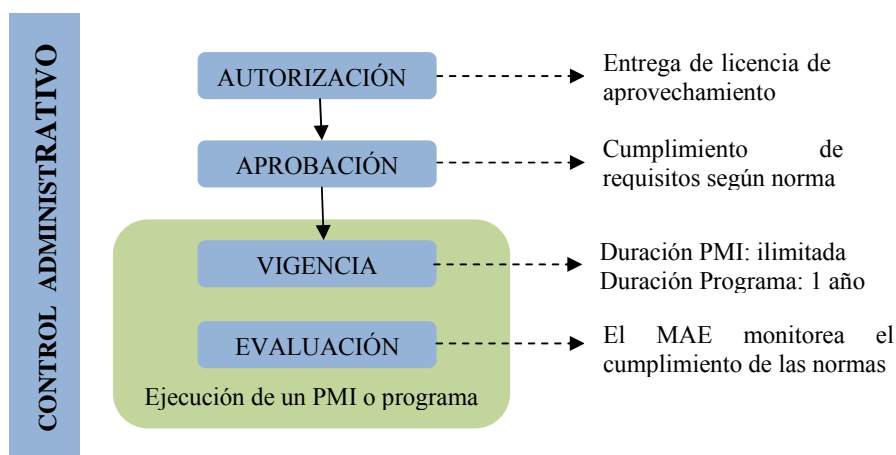 CONTROL ADMINISTRATIVO
AUTORIZACIÓN
Entrega de licencia de
aprovechamiento
APROBACIÓN
Cumplimiento de
requisitos según norma
VIGENCIA
Duración PMI: ilimitada
Duración Programa: 1 año
EVALUACIÓN
El MAE monitorea el
cumplimiento de las normas
Ejecución de un PMI o programa